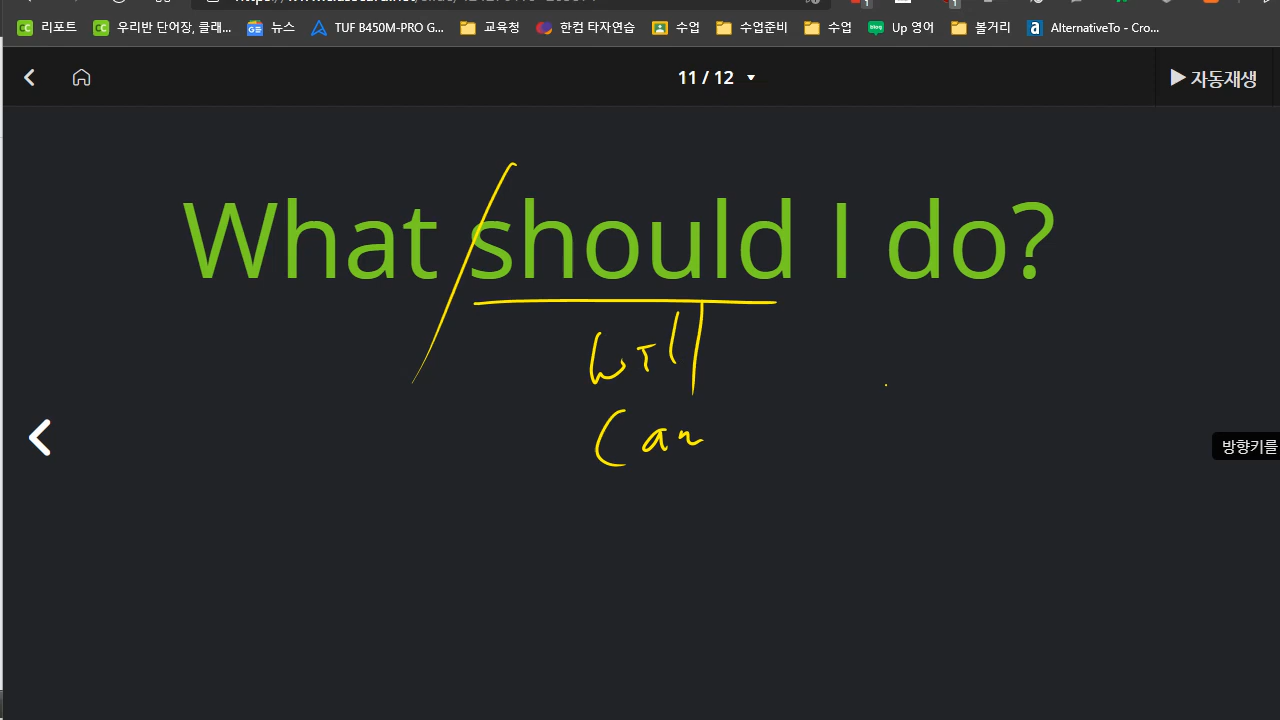 리포트 우리반 단어장, 클래... 뉴스 TUF B450M-PRO G... 교육청 한컴 타자연습 수업 수업준비 수업 Up 영어 볼거리 AlternativeTo - Cro...
11 / 12 자동재생
What should I do?
will
Can
방향키를